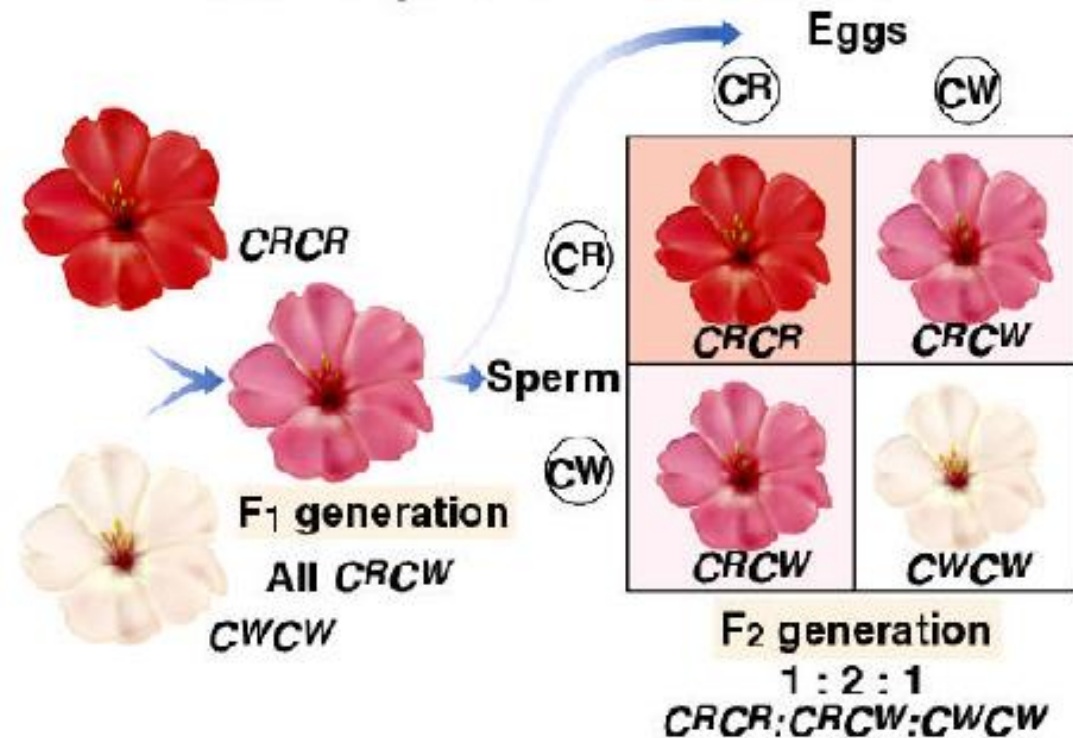 Eggs
CR CW
CRCR
CR
CRCR CRCW
Sperm
CW
F1 generation
All CRCW
CWCW
CRCW CWCW
F2 generation
1 : 2 : 1
CRCR:CRCW:CWCW